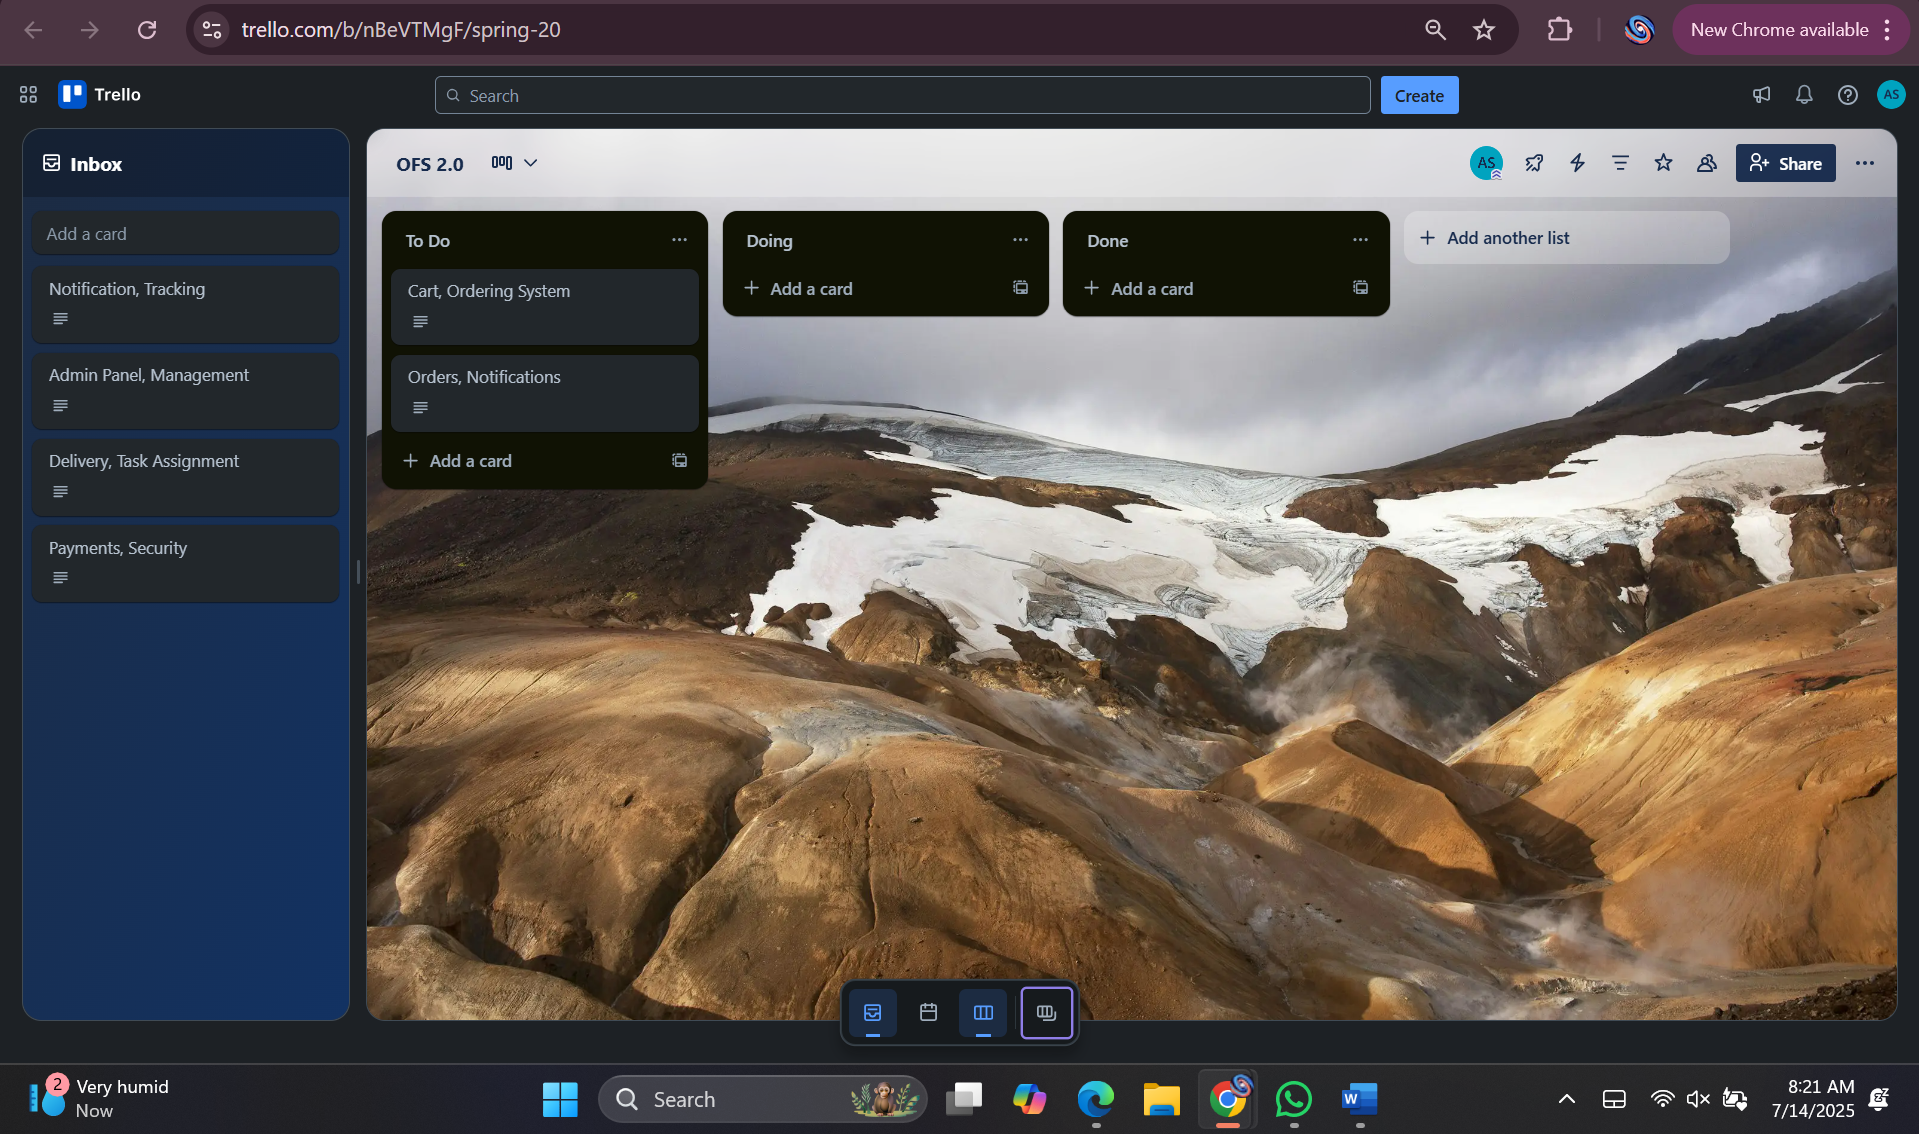 trello.com/b/nBeVTMgF/spring-20
New Chrome available
Trello
Search
Create
AS
Inbox
Add a card
Notification, Tracking
Admin Panel, Management
Delivery, Task Assignment
Payments, Security
OFS 2.0
AS
Share
To Do
Cart, Ordering System
Orders, Notifications
+ Add a card
Doing
+ Add a card
Done
+ Add a card
+ Add another list
2
Very humid
Now
Search
W
8:21 AM
7/14/2025